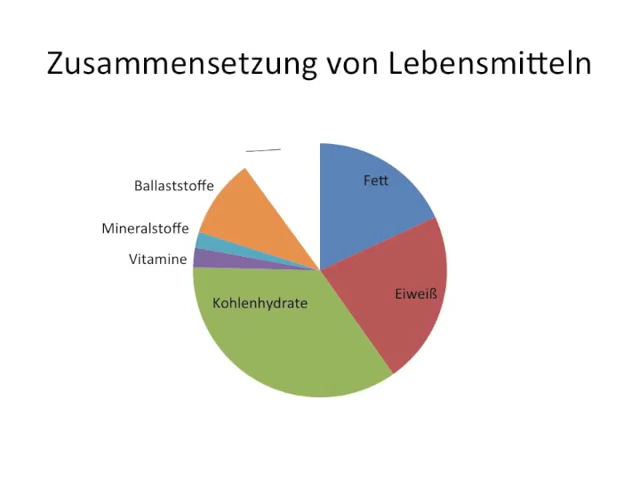 Zusammensetzung von Lebensmitteln
Fett
Ballaststoffe
Mineralstoffe
Vitamine
Eiweiß
Kohlenhydrate